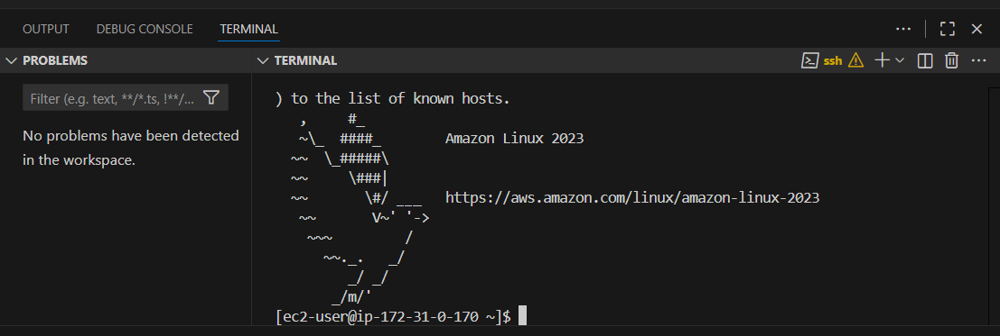 OUTPUT DEBUG CONSOLE TERMINAL
PROBLEMS
Filter (e.g. text, **/*.ts, !**/...
No problems have been detected
in the workspace.
TERMINAL
ssh
) to the list of known hosts.
   ,     #_
   ~\_  ####_        Amazon Linux 2023
  ~~  \_#####\
  ~~     \###|
  ~~       \#/ ___   https://aws.amazon.com/linux/amazon-linux-2023
   ~~       V~' '->
    ~~~         /
      ~~._.   _/
         _/ _/
       _/m/'
[ec2-user@ip-172-31-0-170 ~]$